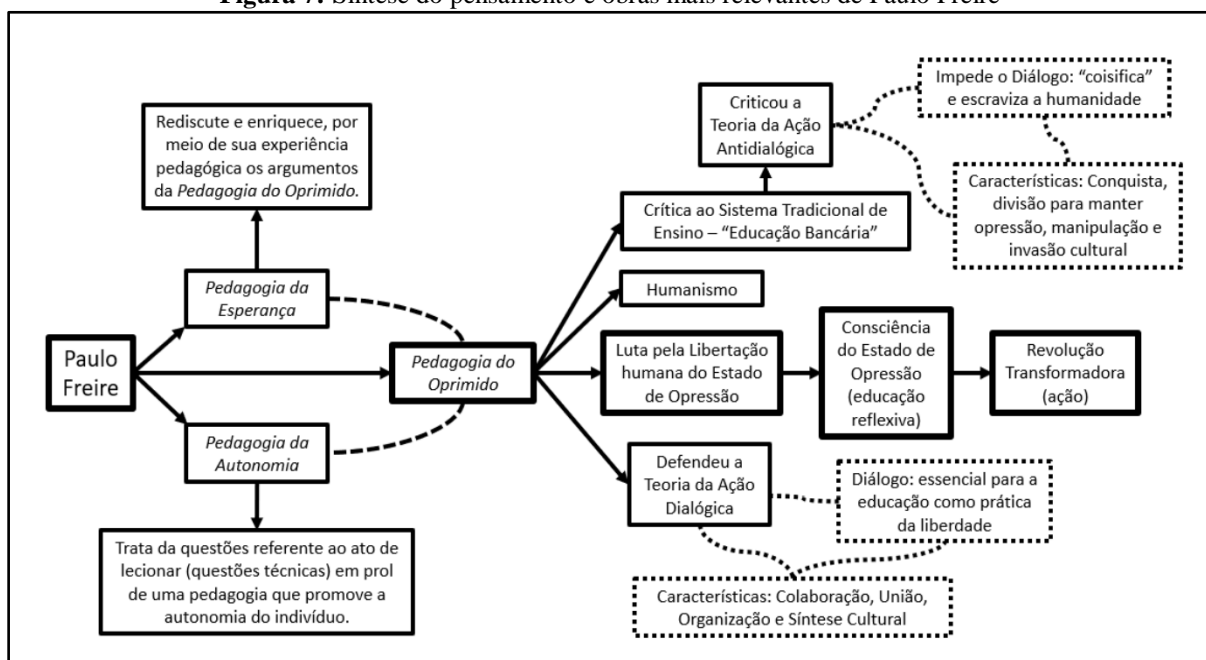 Figura 7: Síntese do pensamento e obras mais relevantes de Paulo Freire
Rediscute e enriquece, por
meio de sua experiência
pedagógica os argumentos
da Pedagogia do Oprimido.
Pedagogia da
Esperança
Paulo
Freire
Pedagogia da
Autonomia
Trata da questões referente ao ato de
lecionar (questões técnicas) em prol
de uma pedagogia que promove a
autonomia do indivíduo.
Pedagogia do
Oprimido
Criticou a
Teoria da Ação
Antidialógica
Impede o Diálogo: “coisifica”
e escraviza a humanidade
Características: Conquista,
divisão para manter
opressão, manipulação e
invasão cultural
Crítica ao Sistema Tradicional de
Ensino – “Educação Bancária”
Humanismo
Luta pela Libertação
humana do Estado
de Opressão
Consciência
do Estado de
Opressão
(educação
reflexiva)
Revolução
Transformadora
(ação)
Defendeu a
Teoria da Ação
Dialógica
Diálogo: essencial para a
educação como prática
da liberdade
Características: Colaboração, União,
Organização e Síntese Cultural